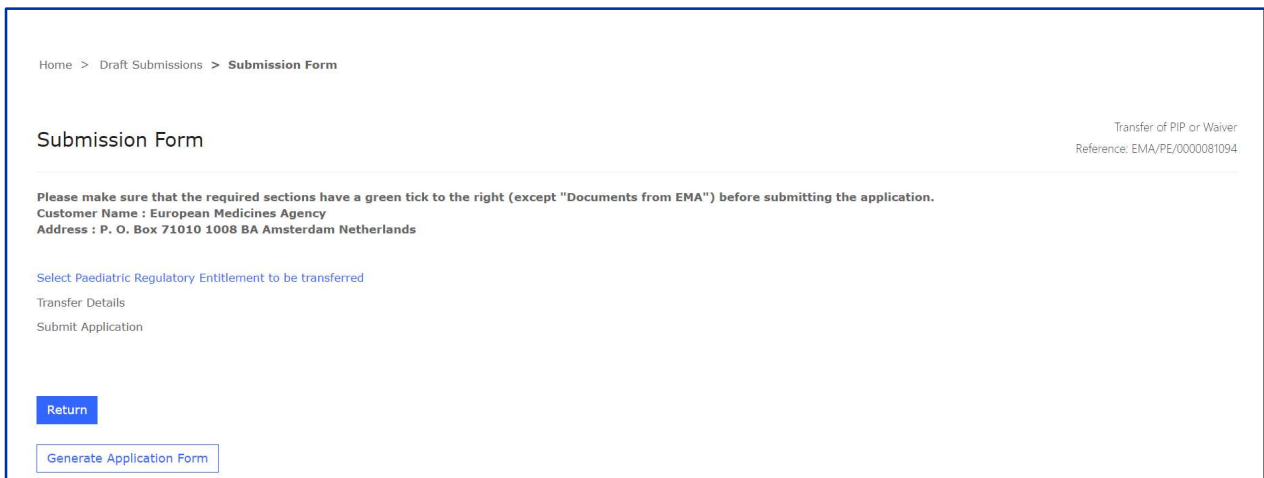 Home > Draft Submissions > Submission Form
Submission Form
Transfer of PIP or Waiver
Reference: EMA/PE/0000081094
Please make sure that the required sections have a green tick to the right (except "Documents from EMA") before submitting the application.
Customer Name : European Medicines Agency
Address : P. O. Box 71010 1008 BA Amsterdam Netherlands
Select Paediatric Regulatory Entitlement to be transferred
Transfer Details
Submit Application
Return
Generate Application Form